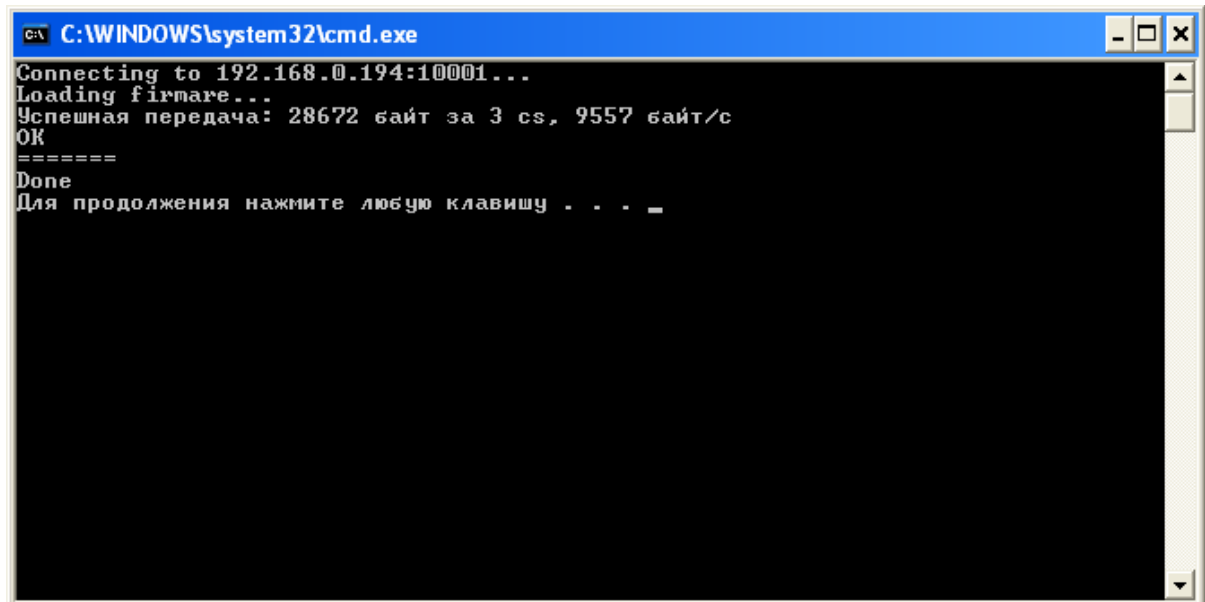 C:\WINDOWS\system32\cmd.exe
Connecting to 192.168.0.194:10001...
Loading firmare...
Успешная передача: 28672 байт за 3 cs, 9557 байт/с
OK
=======
Done
Для продолжения нажмите любую клавишу . . . _